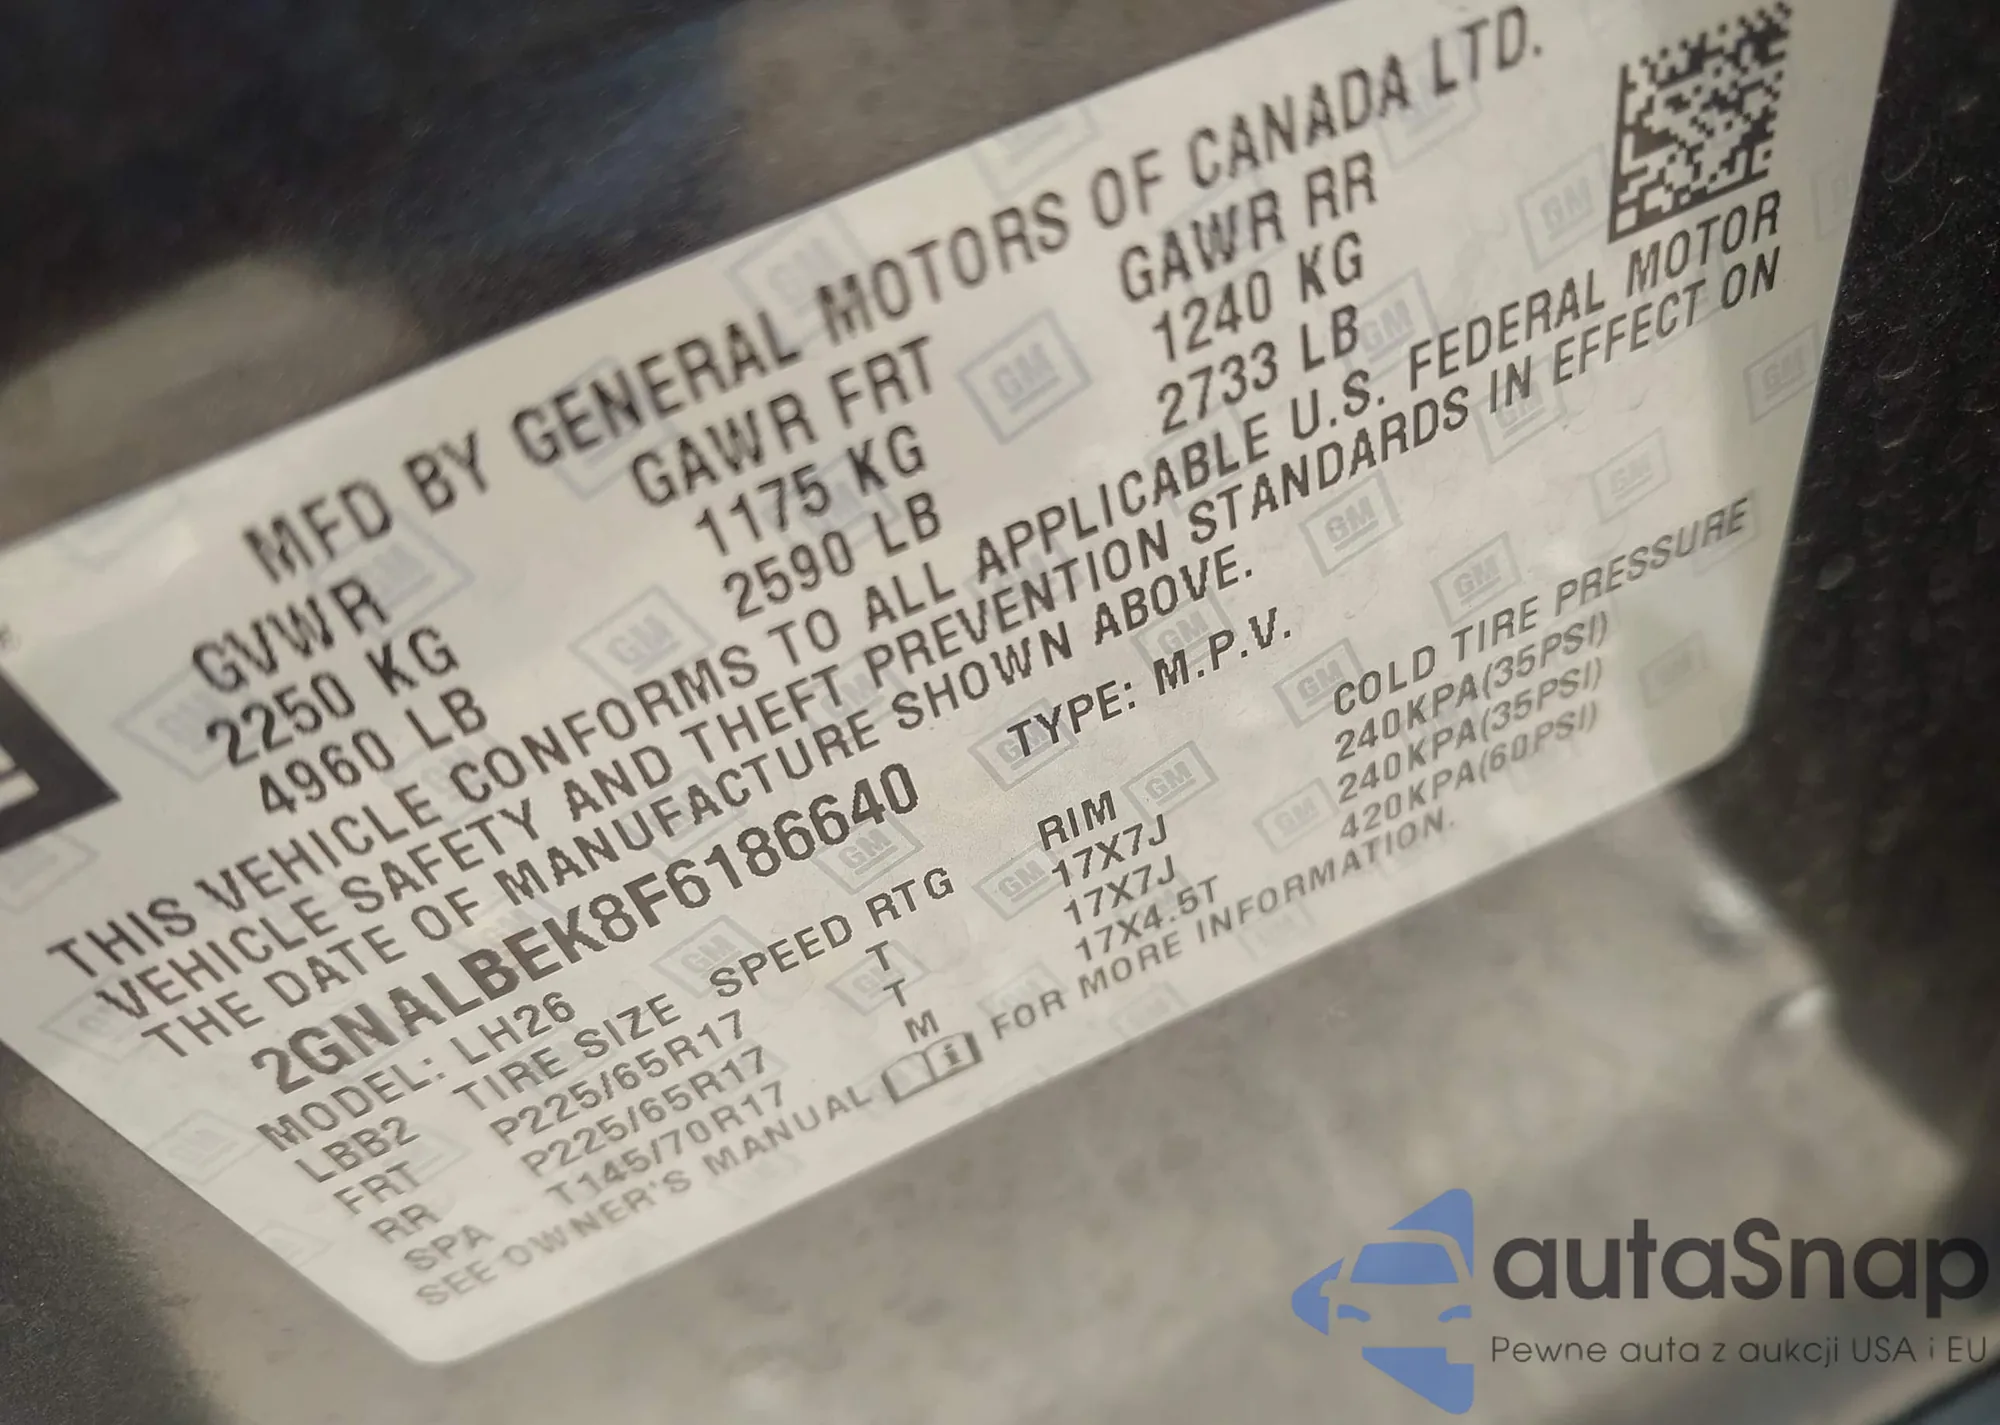 MFD BY GENERAL MOTORS OF CANADA LTD.
GVWR GAWR FRT GAWR RR
2250 KG 1175 KG 1240 KG
4960 LB 2590 LB 2733 LB
THIS VEHICLE CONFORMS TO ALL APPLICABLE U.S. FEDERAL MOTOR
VEHICLE SAFETY AND THEFT PREVENTION STANDARDS IN EFFECT ON
THE DATE OF MANUFACTURE SHOWN ABOVE.
2GNALBEK8F6186640 TYPE: M.P.V.
MODEL: LH26
LBB2 TIRE SIZE SPEED RTG RIM COLD TIRE PRESSURE
FRT P225/65R17 T 17X7J 240KPA(35PSI)
RR P225/65R17 T 17X7J 240KPA(35PSI)
SPA T145/70R17 M 17X4.5T 420KPA(60PSI)
SEE OWNER'S MANUAL i FOR MORE INFORMATION.
autaSnap
Pewne auta z aukcji USA i EU